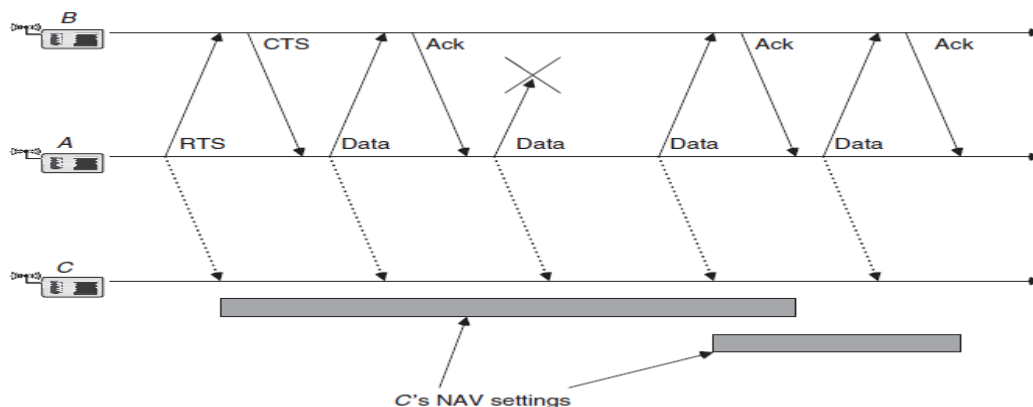 B
CTS
Ack
Ack
Ack
A
RTS
Data
Data
Data
Data
C
C's NAV settings